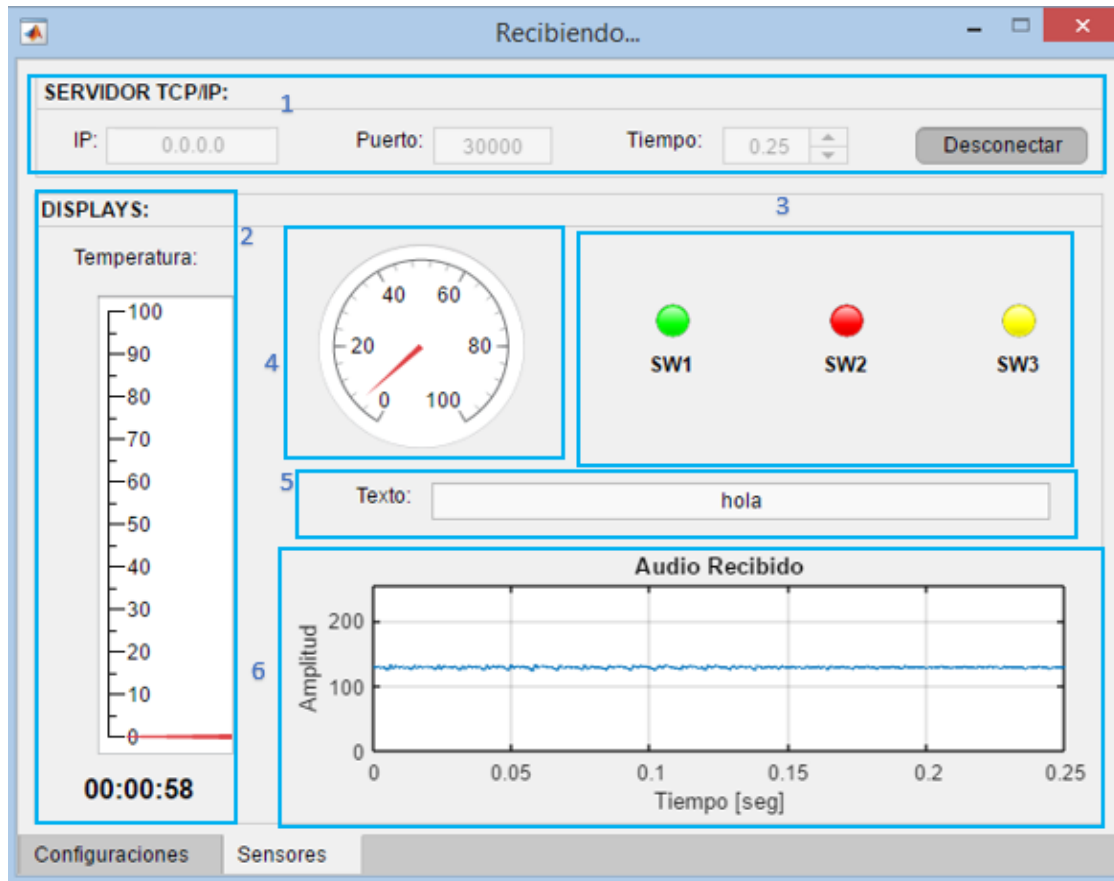 Recibiendo...
SERVIDOR TCP/IP:
1
IP: 0.0.0.0 Puerto: 30000 Tiempo: 0.25 Desconectar
DISPLAYS:
3
2
Temperatura:
100
90
80
70
60
50
40
30
20
10
0
00:00:58
4
0 20 40 60 80 100
SW1 SW2 SW3
5
Texto: hola
6
Audio Recibido
Amplitud
200
100
0
0 0.05 0.1 0.15 0.2 0.25
Tiempo [seg]
Configuraciones Sensores